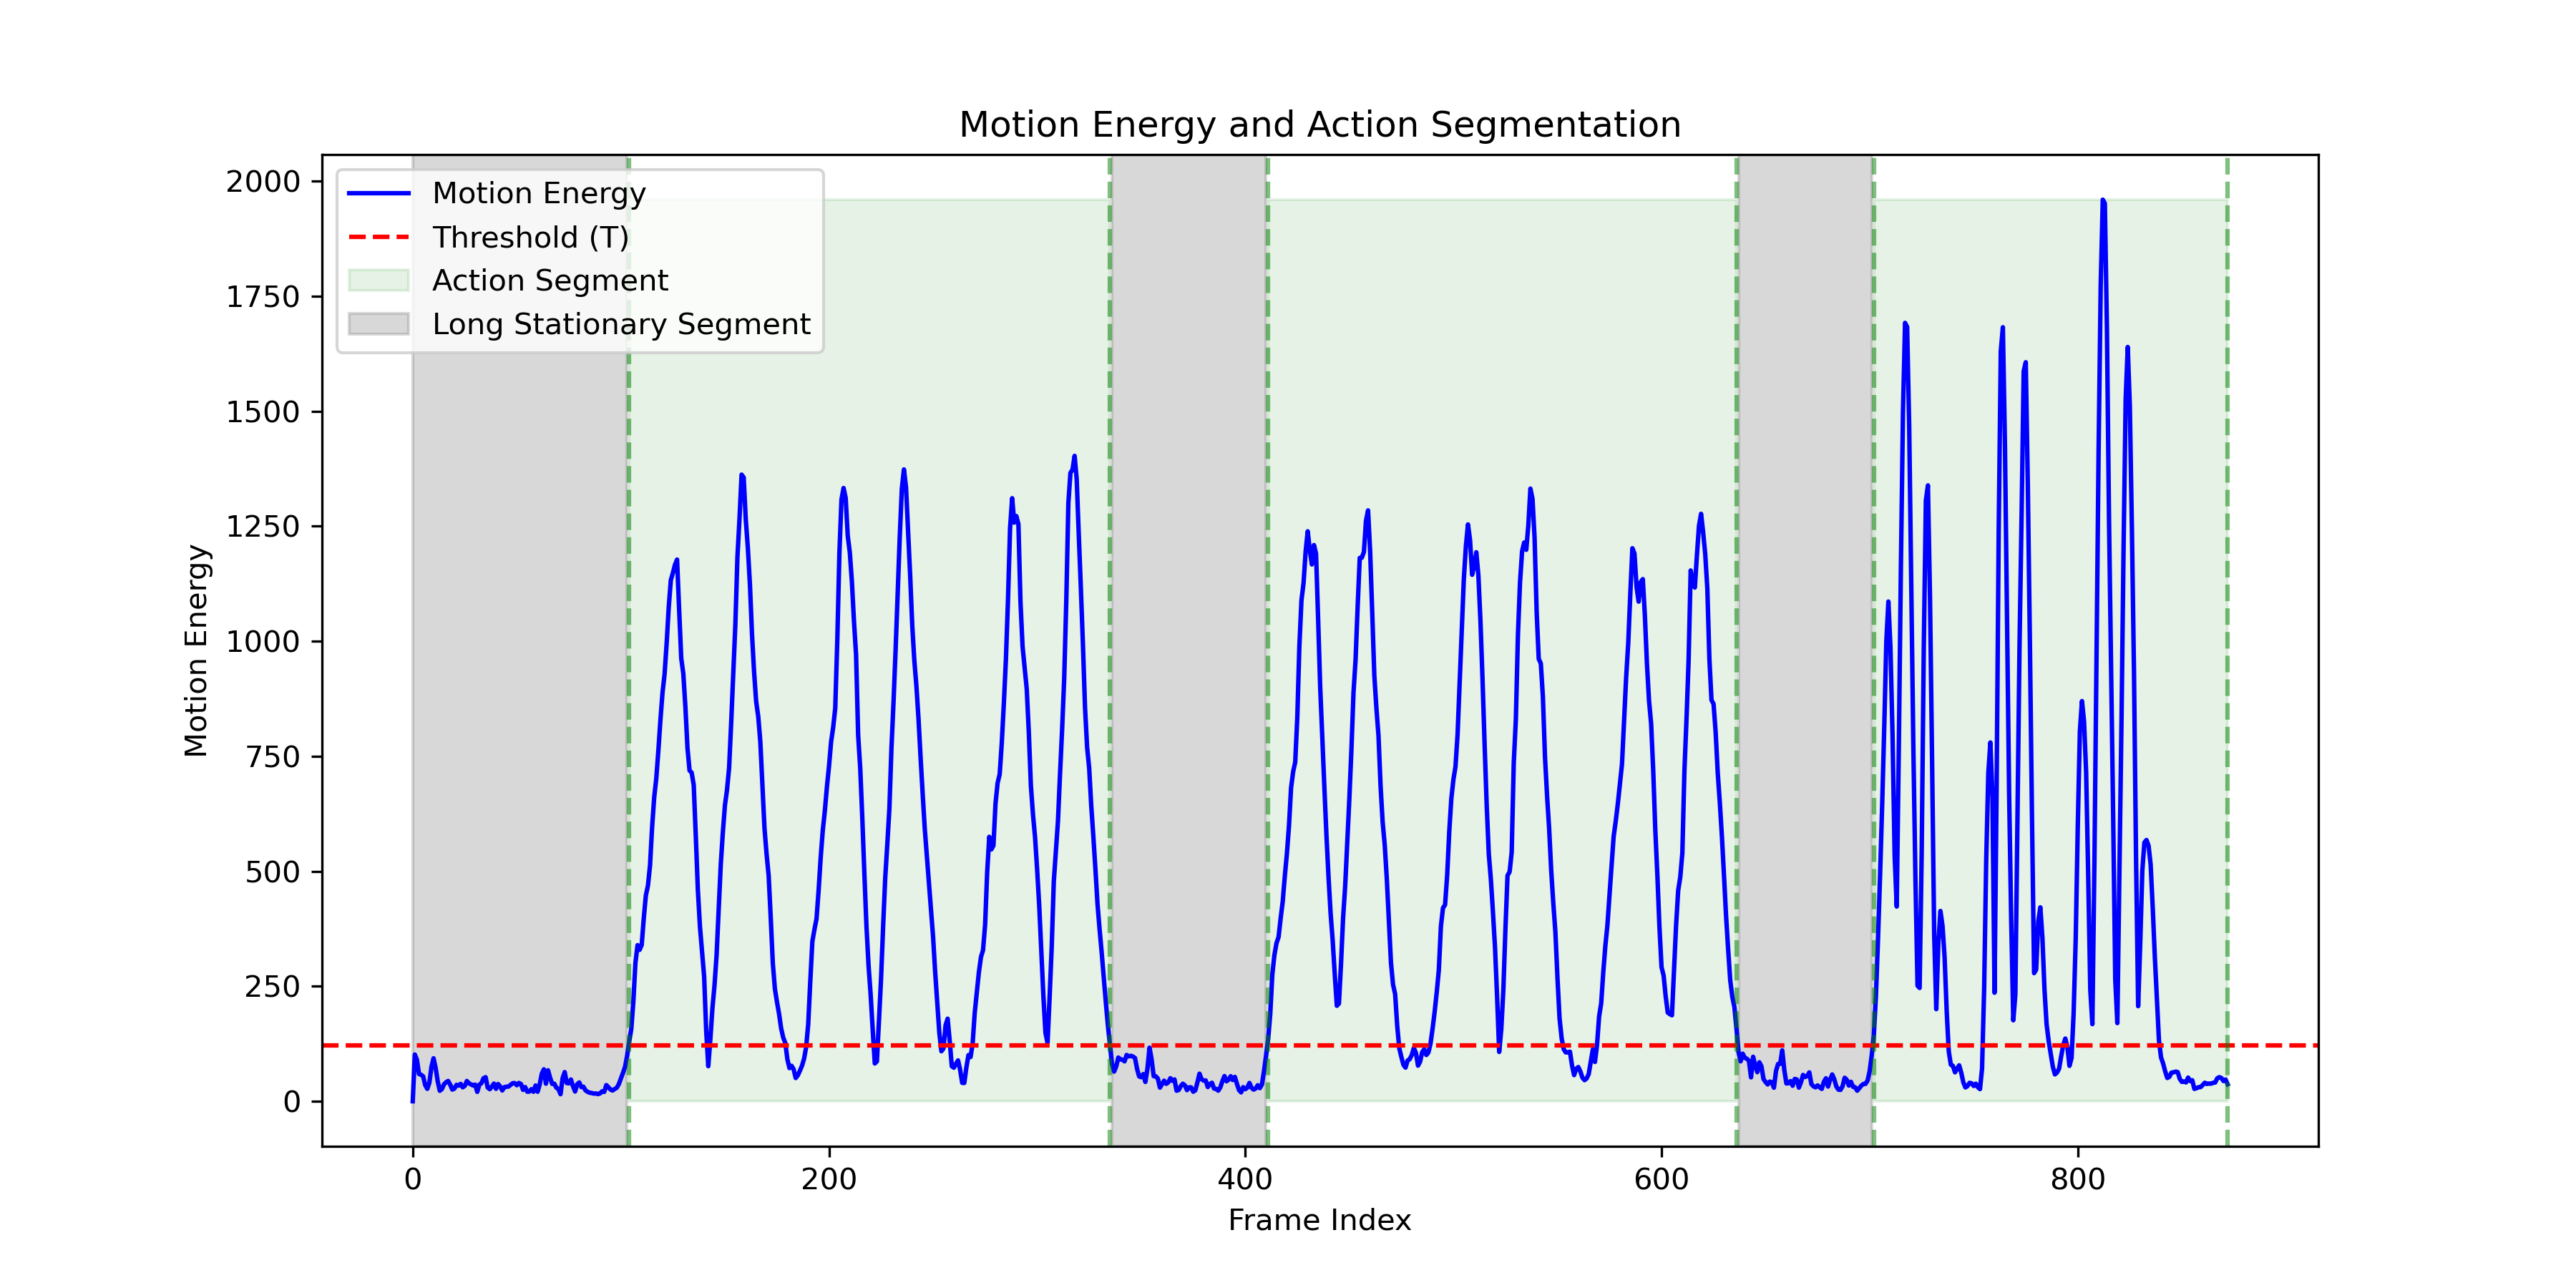 Motion Energy and Action Segmentation
Motion Energy
Threshold (T)
Action Segment
Long Stationary Segment
2000
1750
1500
1250
1000
750
500
250
0
Motion Energy
0 200 400 600 800
Frame Index